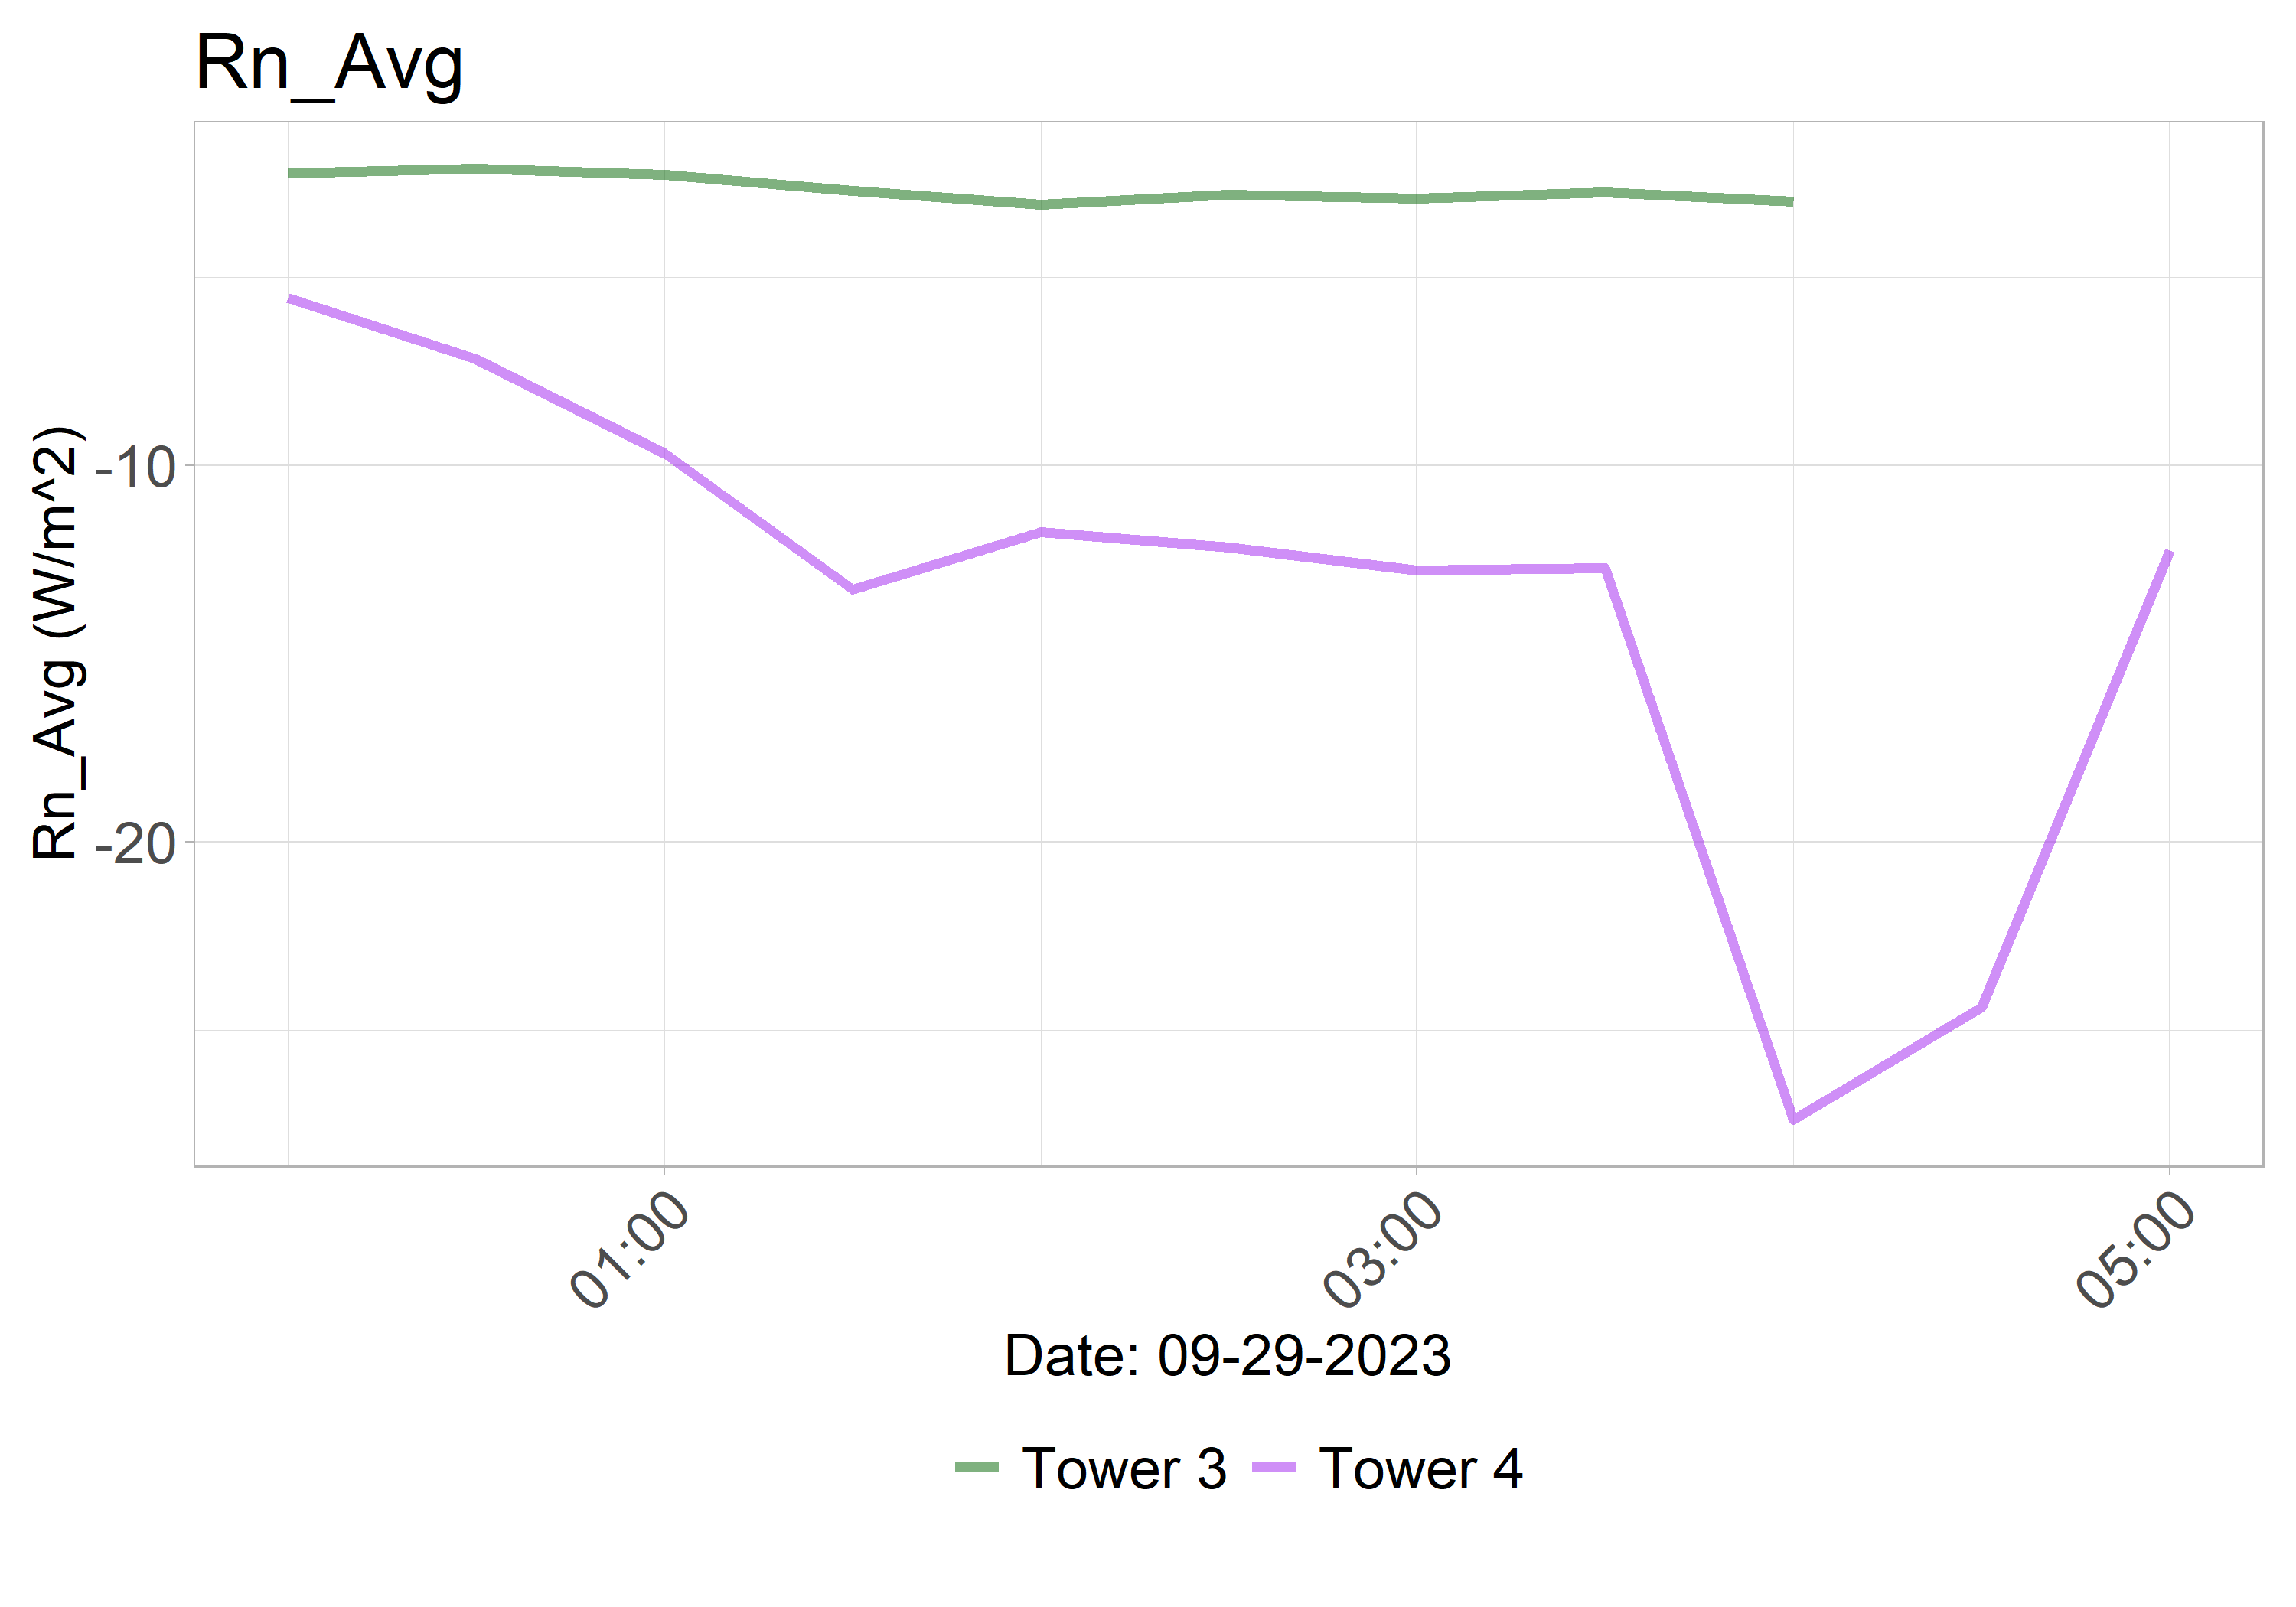 Rn_Avg
Rn_Avg (W/m^2)
-10
-20
01:00
03:00
05:00
Date: 09-29-2023
Tower 3
Tower 4